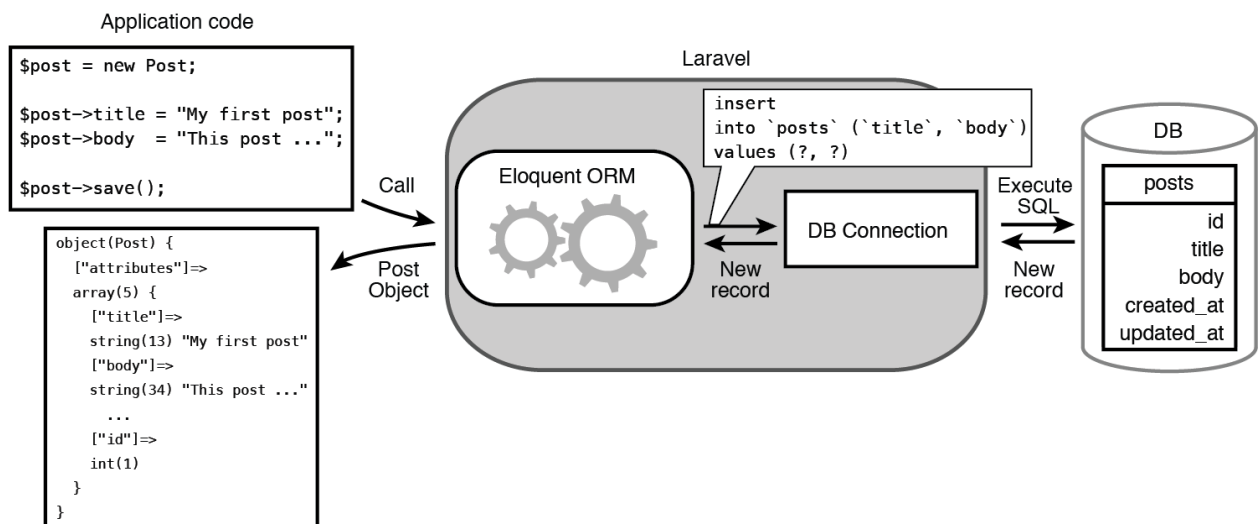 Application code
$post = new Post;
$post->title = "My first post";
$post->body  = "This post ...";
$post->save();
Call
Post
Object
object(Post) {
  ["attributes"]=>
  array(5) {
    ["title"]=>
    string(13) "My first post"
    ["body"]=>
    string(34) "This post ..."
      ...
    ["id"]=>
    int(1)
  }
}
Laravel
Eloquent ORM
insert
into `posts` (`title`, `body`)
values (?, ?)
New
record
DB Connection
Execute
SQL
New
record
DB
posts
id
title
body
created_at
updated_at